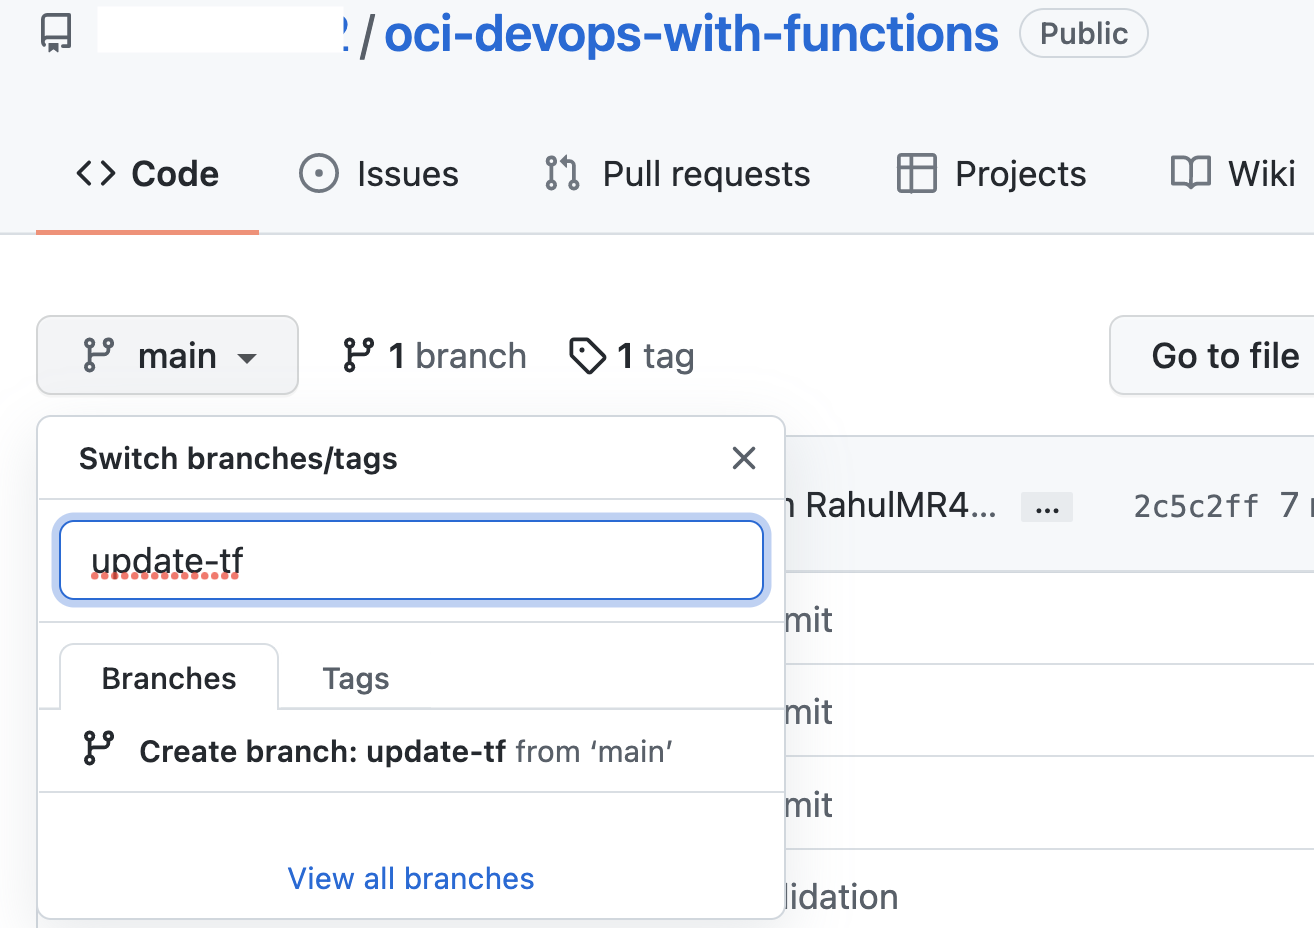 / oci-devops-with-functions Public
Code Issues Pull requests Projects Wiki
main 1 branch 1 tag Go to file
Switch branches/tags
RahulMR4... ... 2c5c2ff 7
update-tf
mit
Branches Tags
mit
Create branch: update-tf from ‘main’
mit
View all branches
lidation